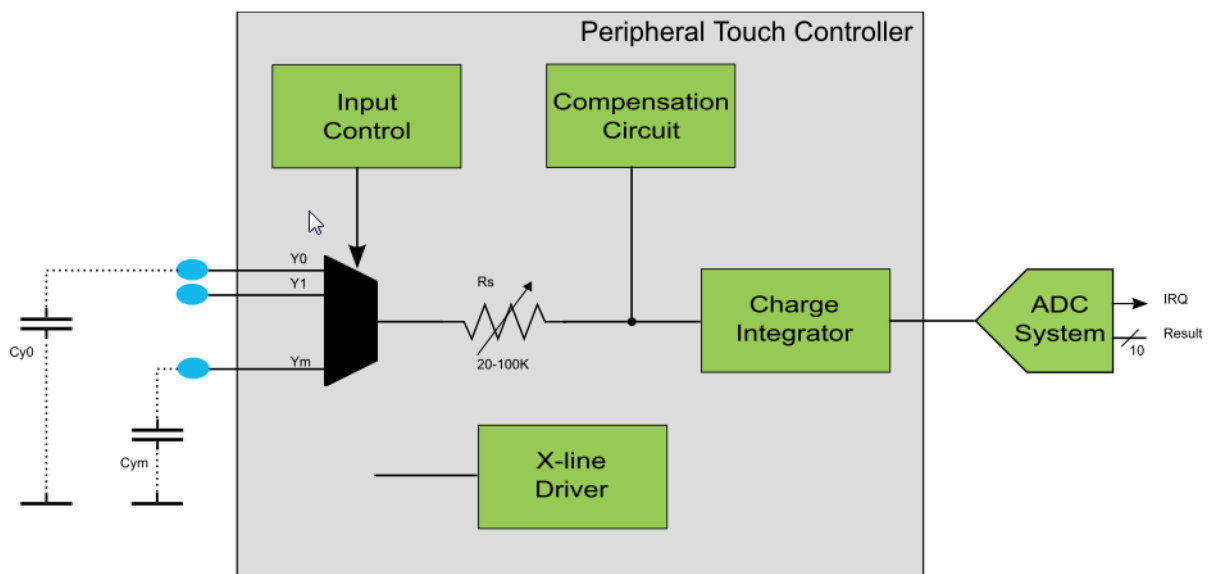 Peripheral Touch Controller
Input
Control
Compensation
Circuit
Y0
Y1
Ym
Rs
20-100K
Charge
Integrator
ADC
System
IRQ
Result
10
Cy0
Cym
X-line
Driver